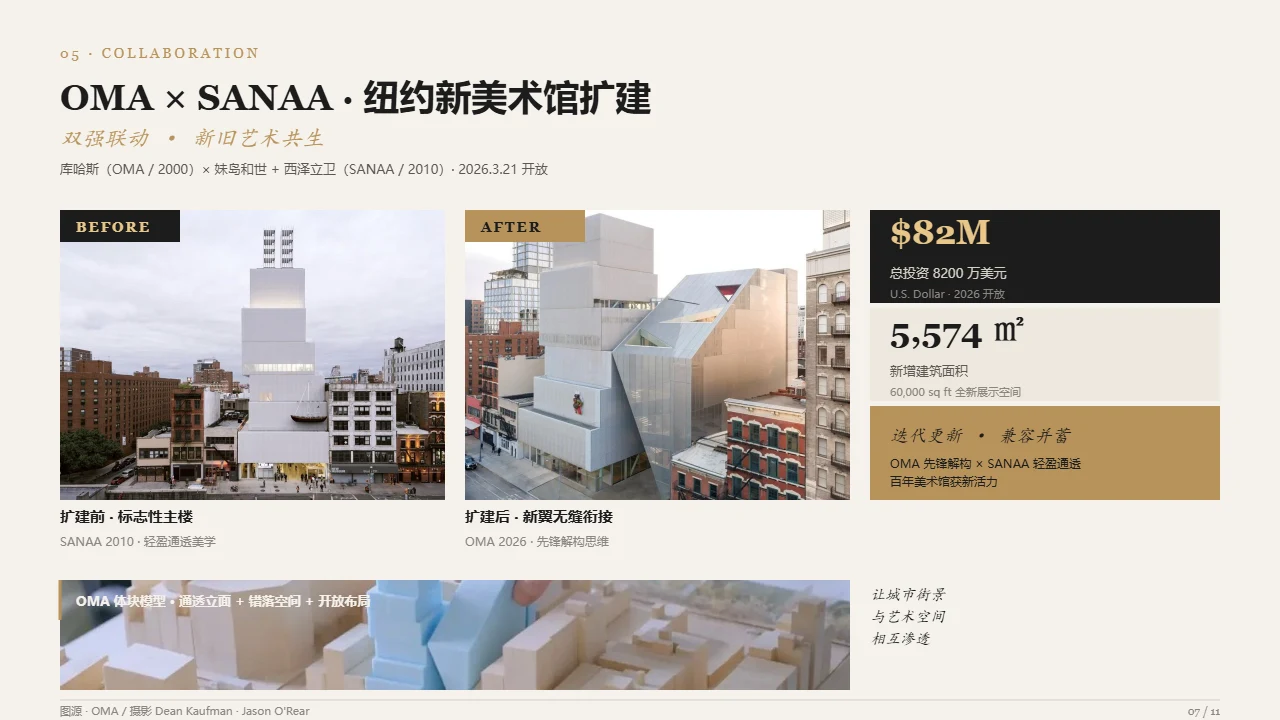 05 · COLLABORATION
OMA × SANAA · 纽约新美术馆扩建
双强联动 • 新旧艺术共生
库哈斯（OMA / 2000）× 妹岛和世 + 西泽立卫（SANAA / 2010）· 2026.3.21 开放
BEFORE
AFTER
$82M
总投资 8200 万美元
U.S. Dollar · 2026 开放
5,574 ㎡
新增建筑面积
60,000 sq ft 全新展示空间
迭代更新 • 兼容并蓄
OMA 先锋解构 × SANAA 轻盈通透
百年美术馆获新活力
扩建前 · 标志性主楼
SANAA 2010 · 轻盈通透美学
扩建后 · 新翼无缝衔接
OMA 2026 · 先锋解构思维
OMA 体块模型 • 通透立面 + 错落空间 + 开放布局
让城市街景
与艺术空间
相互渗透
图源 · OMA / 摄影 Dean Kaufman · Jason O'Rear
07 / 11